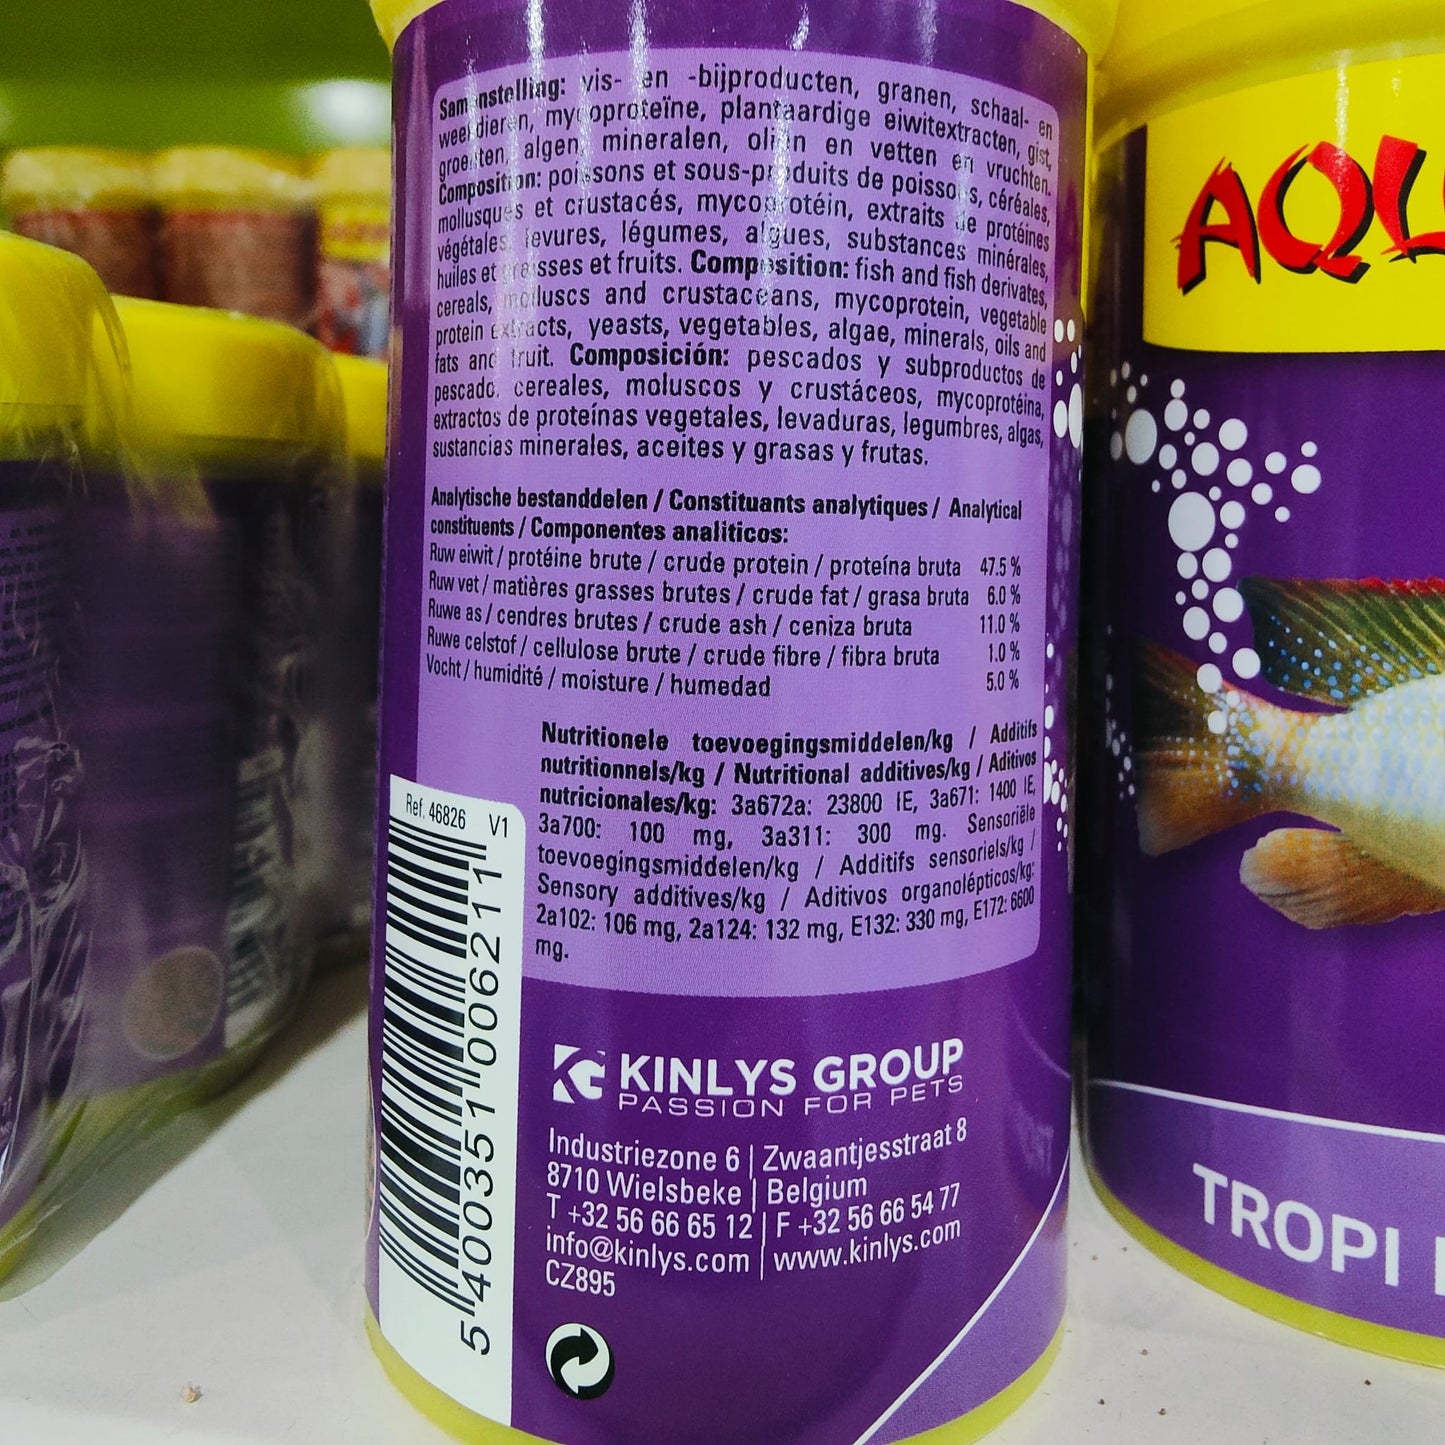 Samenstelling: vis- en -bijproducten, granen, schaal- en
weekdieren, mycoproteïne, plantaardige eiwitextracten, gist,
groenten, algen, mineralen, oliën en vetten en vruchten.
Composition: poissons et sous-produits de poissons, céréales,
mollusques et crustacés, mycoprotéin, extraits de protéines
végétales, levures, légumes, algues, substances minérales,
huiles et graisses et fruits. Composition: fish and fish derivates,
cereals, molluscs and crustaceans, mycoprotein, vegetable
protein extracts, yeasts, vegetables, algae, minerals, oils and
fats and fruit. Composición: pescados y subproductos de
pescado, cereales, moluscos y crustáceos, mycoprotéina,
extractos de proteínas vegetales, levaduras, legumbres, algas,
sustancias minerales, aceites y grasas y frutas.
Analytische bestanddelen / Constituants analytiques / Analytical
constituents / Componentes analiticos:
Ruw eiwit / protéine brute / crude protein / proteína bruta 47.5 %
Ruw vet / matières grasses brutes / crude fat / grasa bruta 6.0 %
Ruwe as / cendres brutes / crude ash / ceniza bruta 11.0 %
Ruwe celstof / cellulose brute / crude fibre / fibra bruta 1.0 %
Vocht / humidité / moisture / humedad 5.0 %
Nutritionele toevoegingsmiddelen/kg / Additifs
nutritionnels/kg / Nutritional additives/kg / Aditivos
nutricionales/kg: 3a672a: 23800 IE, 3a671: 1400 IE,
3a700: 100 mg, 3a311: 300 mg. Sensoriële
toevoegingsmiddelen/kg / Additifs sensoriels/kg /
Sensory additives/kg / Aditivos organolépticos/kg:
2a102: 106 mg, 2a124: 132 mg, E132: 330 mg, E172: 6600
mg.
Ref. 46826 V1
5 400351 006211
KINLYS GROUP
PASSION FOR PETS
Industriezone 6 | Zwaantjesstraat 8
8710 Wielsbeke | Belgium
T +32 56 66 65 12 | F +32 56 66 54 77
info@kinlys.com | www.kinlys.com
CZ895
AQU
TROPI